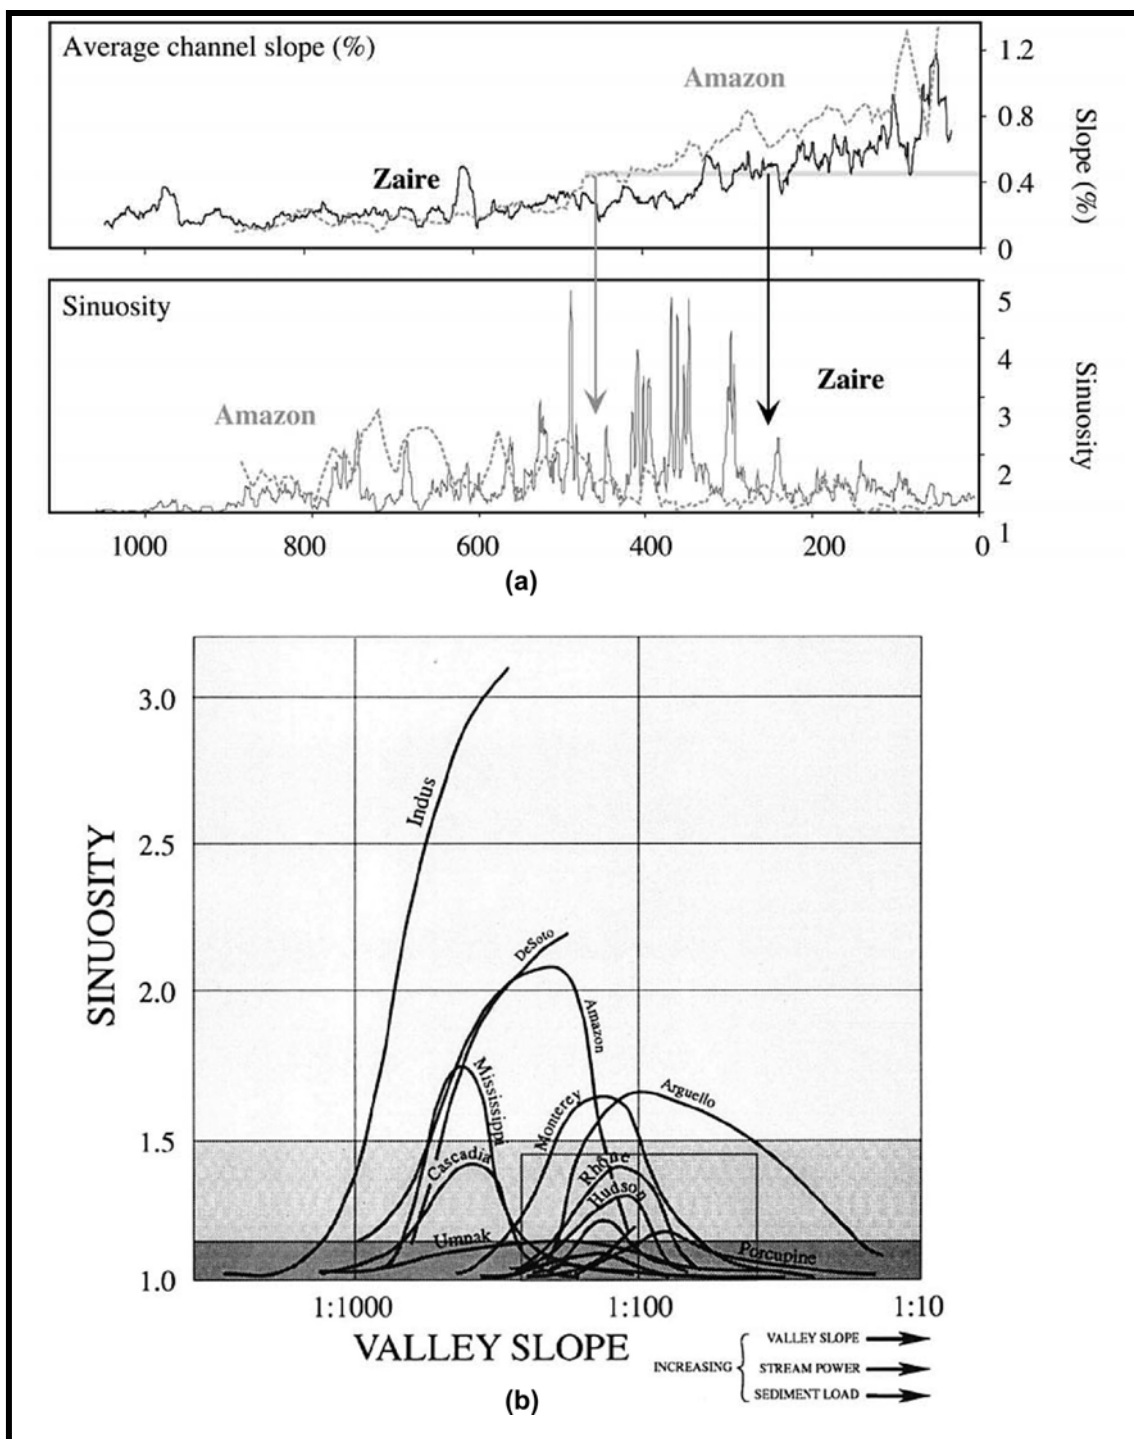 Average channel slope (%)
Amazon
Zaire
1.2
0.8
0.4
0
Slope (%)
Sinuosity
Amazon
Zaire
5
4
3
2
1
Sinuosity
1000 800 600 400 200 0
(a)
SINUOSITY
3.0
2.5
2.0
1.5
1.0
Indus
DeSoto
Amazon
Mississippi
Monterey
Arguello
Cascadia
Rhône
Hudson
Umnak
Porcupine
1:1000 1:100 1:10
VALLEY SLOPE
INCREASING
VALLEY SLOPE
STREAM POWER
SEDIMENT LOAD
(b)